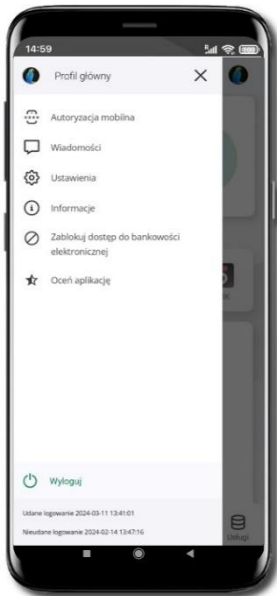 14:59
Profil główny
Autoryzacja mobilna
Wiadomości
Ustawienia
Informacje
Zablokuj dostęp do bankowości
elektronicznej
Oceń aplikację
Wyloguj
Udane logowanie 2024-03-11 13:41:01
Nieudane logowanie 2024-02-14 13:47:16
Usługi